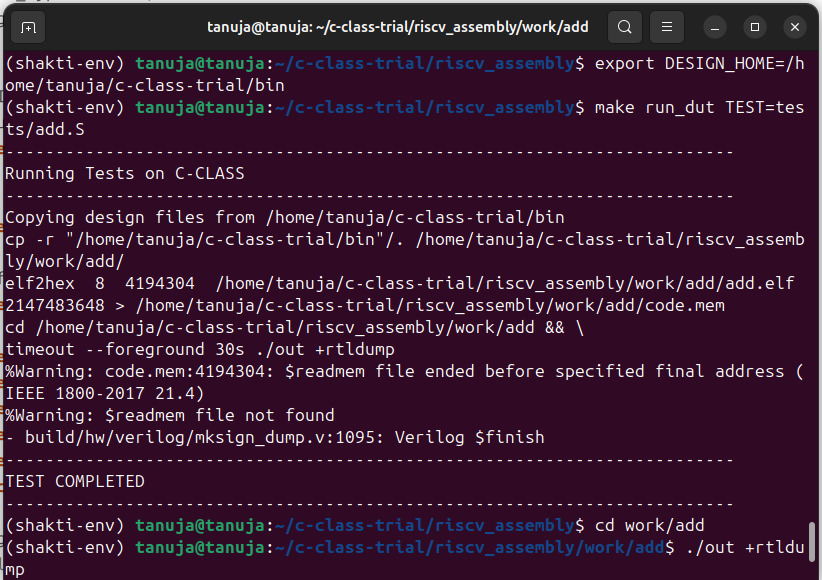 tanuja@tanuja: ~/c-class-trial/riscv_assembly/work/add
(shakti-env) tanuja@tanuja:~/c-class-trial/riscv_assembly$ export DESIGN_HOME=/h
ome/tanuja/c-class-trial/bin
(shakti-env) tanuja@tanuja:~/c-class-trial/riscv_assembly$ make run_dut TEST=tes
ts/add.S
--------------------------------------------------------------------------
Running Tests on C-CLASS
--------------------------------------------------------------------------
Copying design files from /home/tanuja/c-class-trial/bin
cp -r "/home/tanuja/c-class-trial/bin"/. /home/tanuja/c-class-trial/riscv_assemb
ly/work/add/
elf2hex  8  4194304  /home/tanuja/c-class-trial/riscv_assembly/work/add/add.elf
2147483648 > /home/tanuja/c-class-trial/riscv_assembly/work/add/code.mem
cd /home/tanuja/c-class-trial/riscv_assembly/work/add && \
timeout --foreground 30s ./out +rtldump
%Warning: code.mem:4194304: $readmem file ended before specified final address (
IEEE 1800-2017 21.4)
%Warning: $readmem file not found
- build/hw/verilog/mksign_dump.v:1095: Verilog $finish
--------------------------------------------------------------------------
TEST COMPLETED
--------------------------------------------------------------------------
(shakti-env) tanuja@tanuja:~/c-class-trial/riscv_assembly$ cd work/add
(shakti-env) tanuja@tanuja:~/c-class-trial/riscv_assembly/work/add$ ./out +rtldu
mp